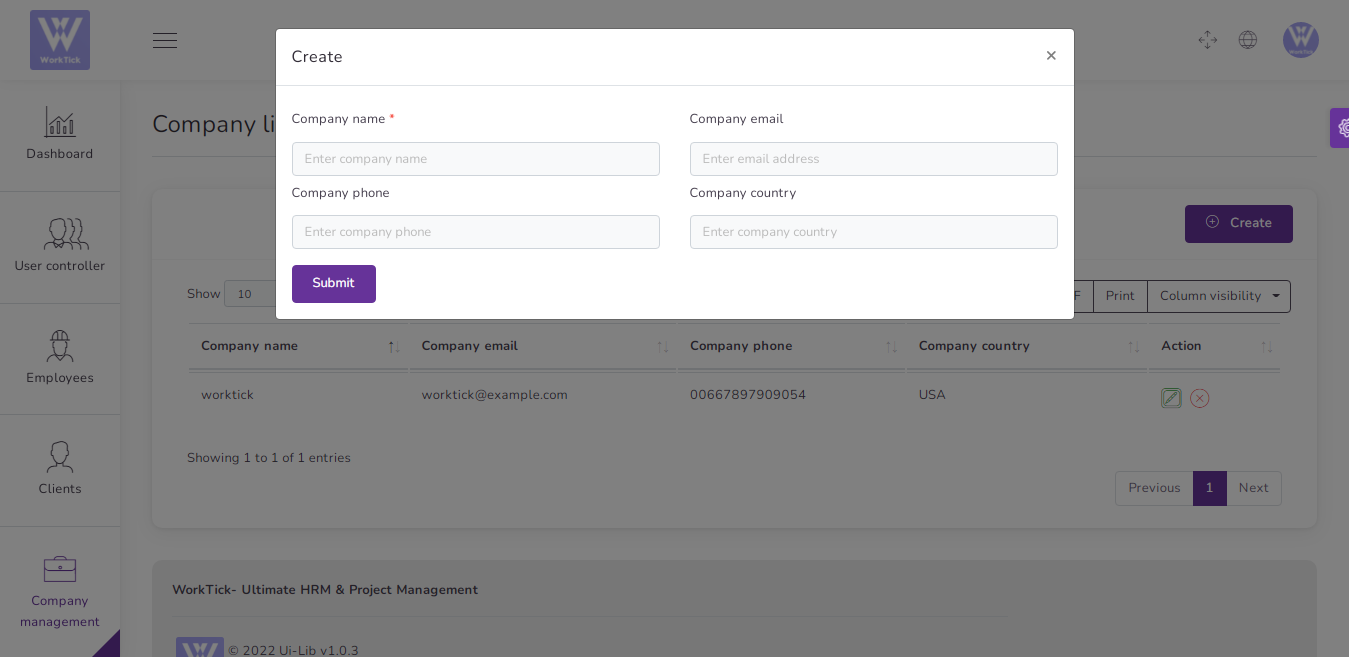 WorkTick
WorkTick
Create
×
Company name *
Company email
Enter company name
Enter email address
Company phone
Company country
Enter company phone
Enter company country
Submit
Dashboard
User controller
Employees
Clients
Company management
Company li
Create
Show 10
F
Print
Column visibility
Company name
Company email
Company phone
Company country
Action
worktick
worktick@example.com
00667897909054
USA
Showing 1 to 1 of 1 entries
Previous
1
Next
WorkTick- Ultimate HRM & Project Management
© 2022 Ui-Lib v1.0.3